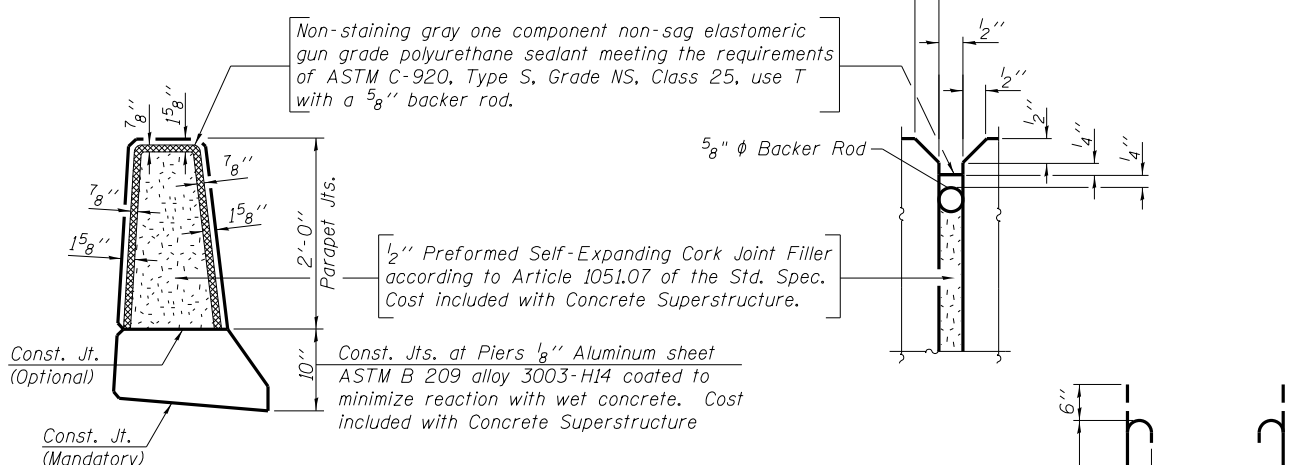 Non-staining gray one component non-sag elastomeric
gun grade polyurethane sealant meeting the requirements
of ASTM C-920, Type S, Grade NS, Class 25, use T
with a 5/8'' backer rod.
1/2''
1/2''
1/2''
1/4''
1/4''
5/8" ϕ Backer Rod
7/8''
1 5/8''
7/8''
7/8''
1 5/8''
1 5/8''
2'-0''
Parapet Jts.
1/2'' Preformed Self-Expanding Cork Joint Filler
according to Article 1051.07 of the Std. Spec.
Cost included with Concrete Superstructure.
Const. Jt.
(Optional)
10''
Const. Jts. at Piers 1/8'' Aluminum sheet
ASTM B 209 alloy 3003-H14 coated to
minimize reaction with wet concrete. Cost
included with Concrete Superstructure
Const. Jt.
(Mandatory)
6''